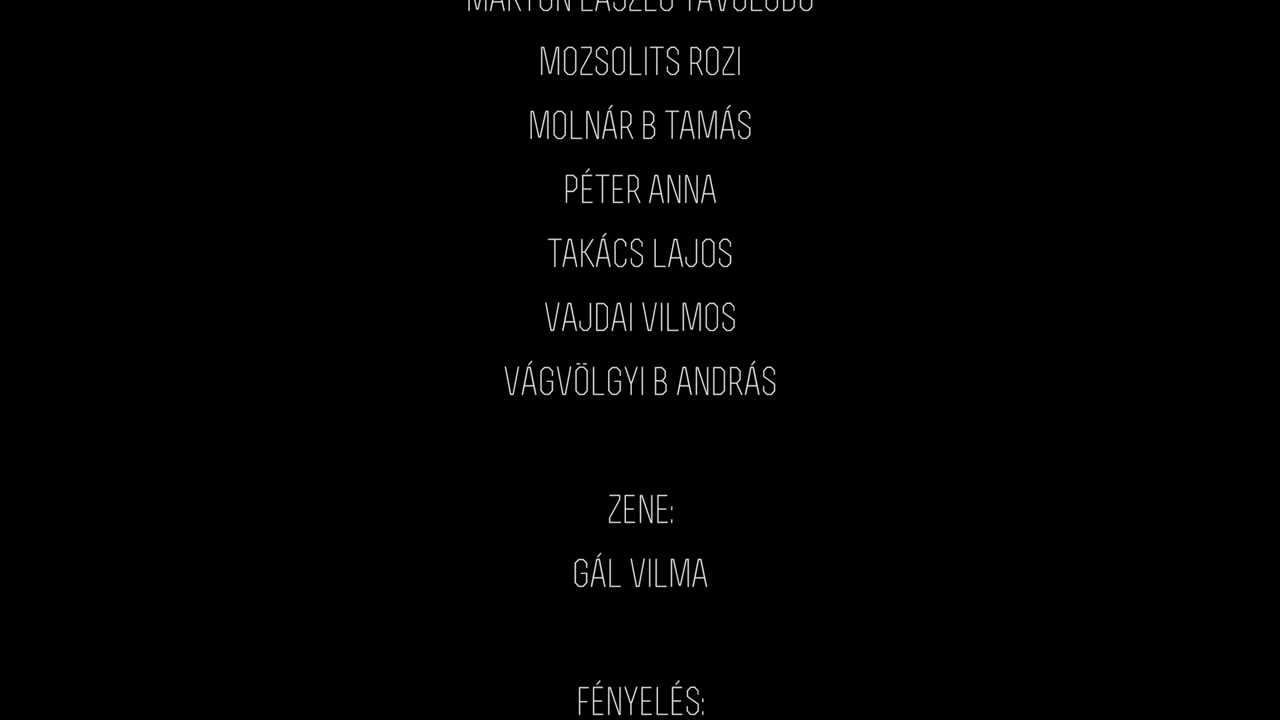 MOZSOLITS ROZI
MOLNÁR B TAMÁS
PÉTER ANNA
TAKÁCS LAJOS
VAJDAI VILMOS
VÁGVÖLGYI B ANDRÁS
ZENE:
GÁL VILMA
FÉNYELÉS: